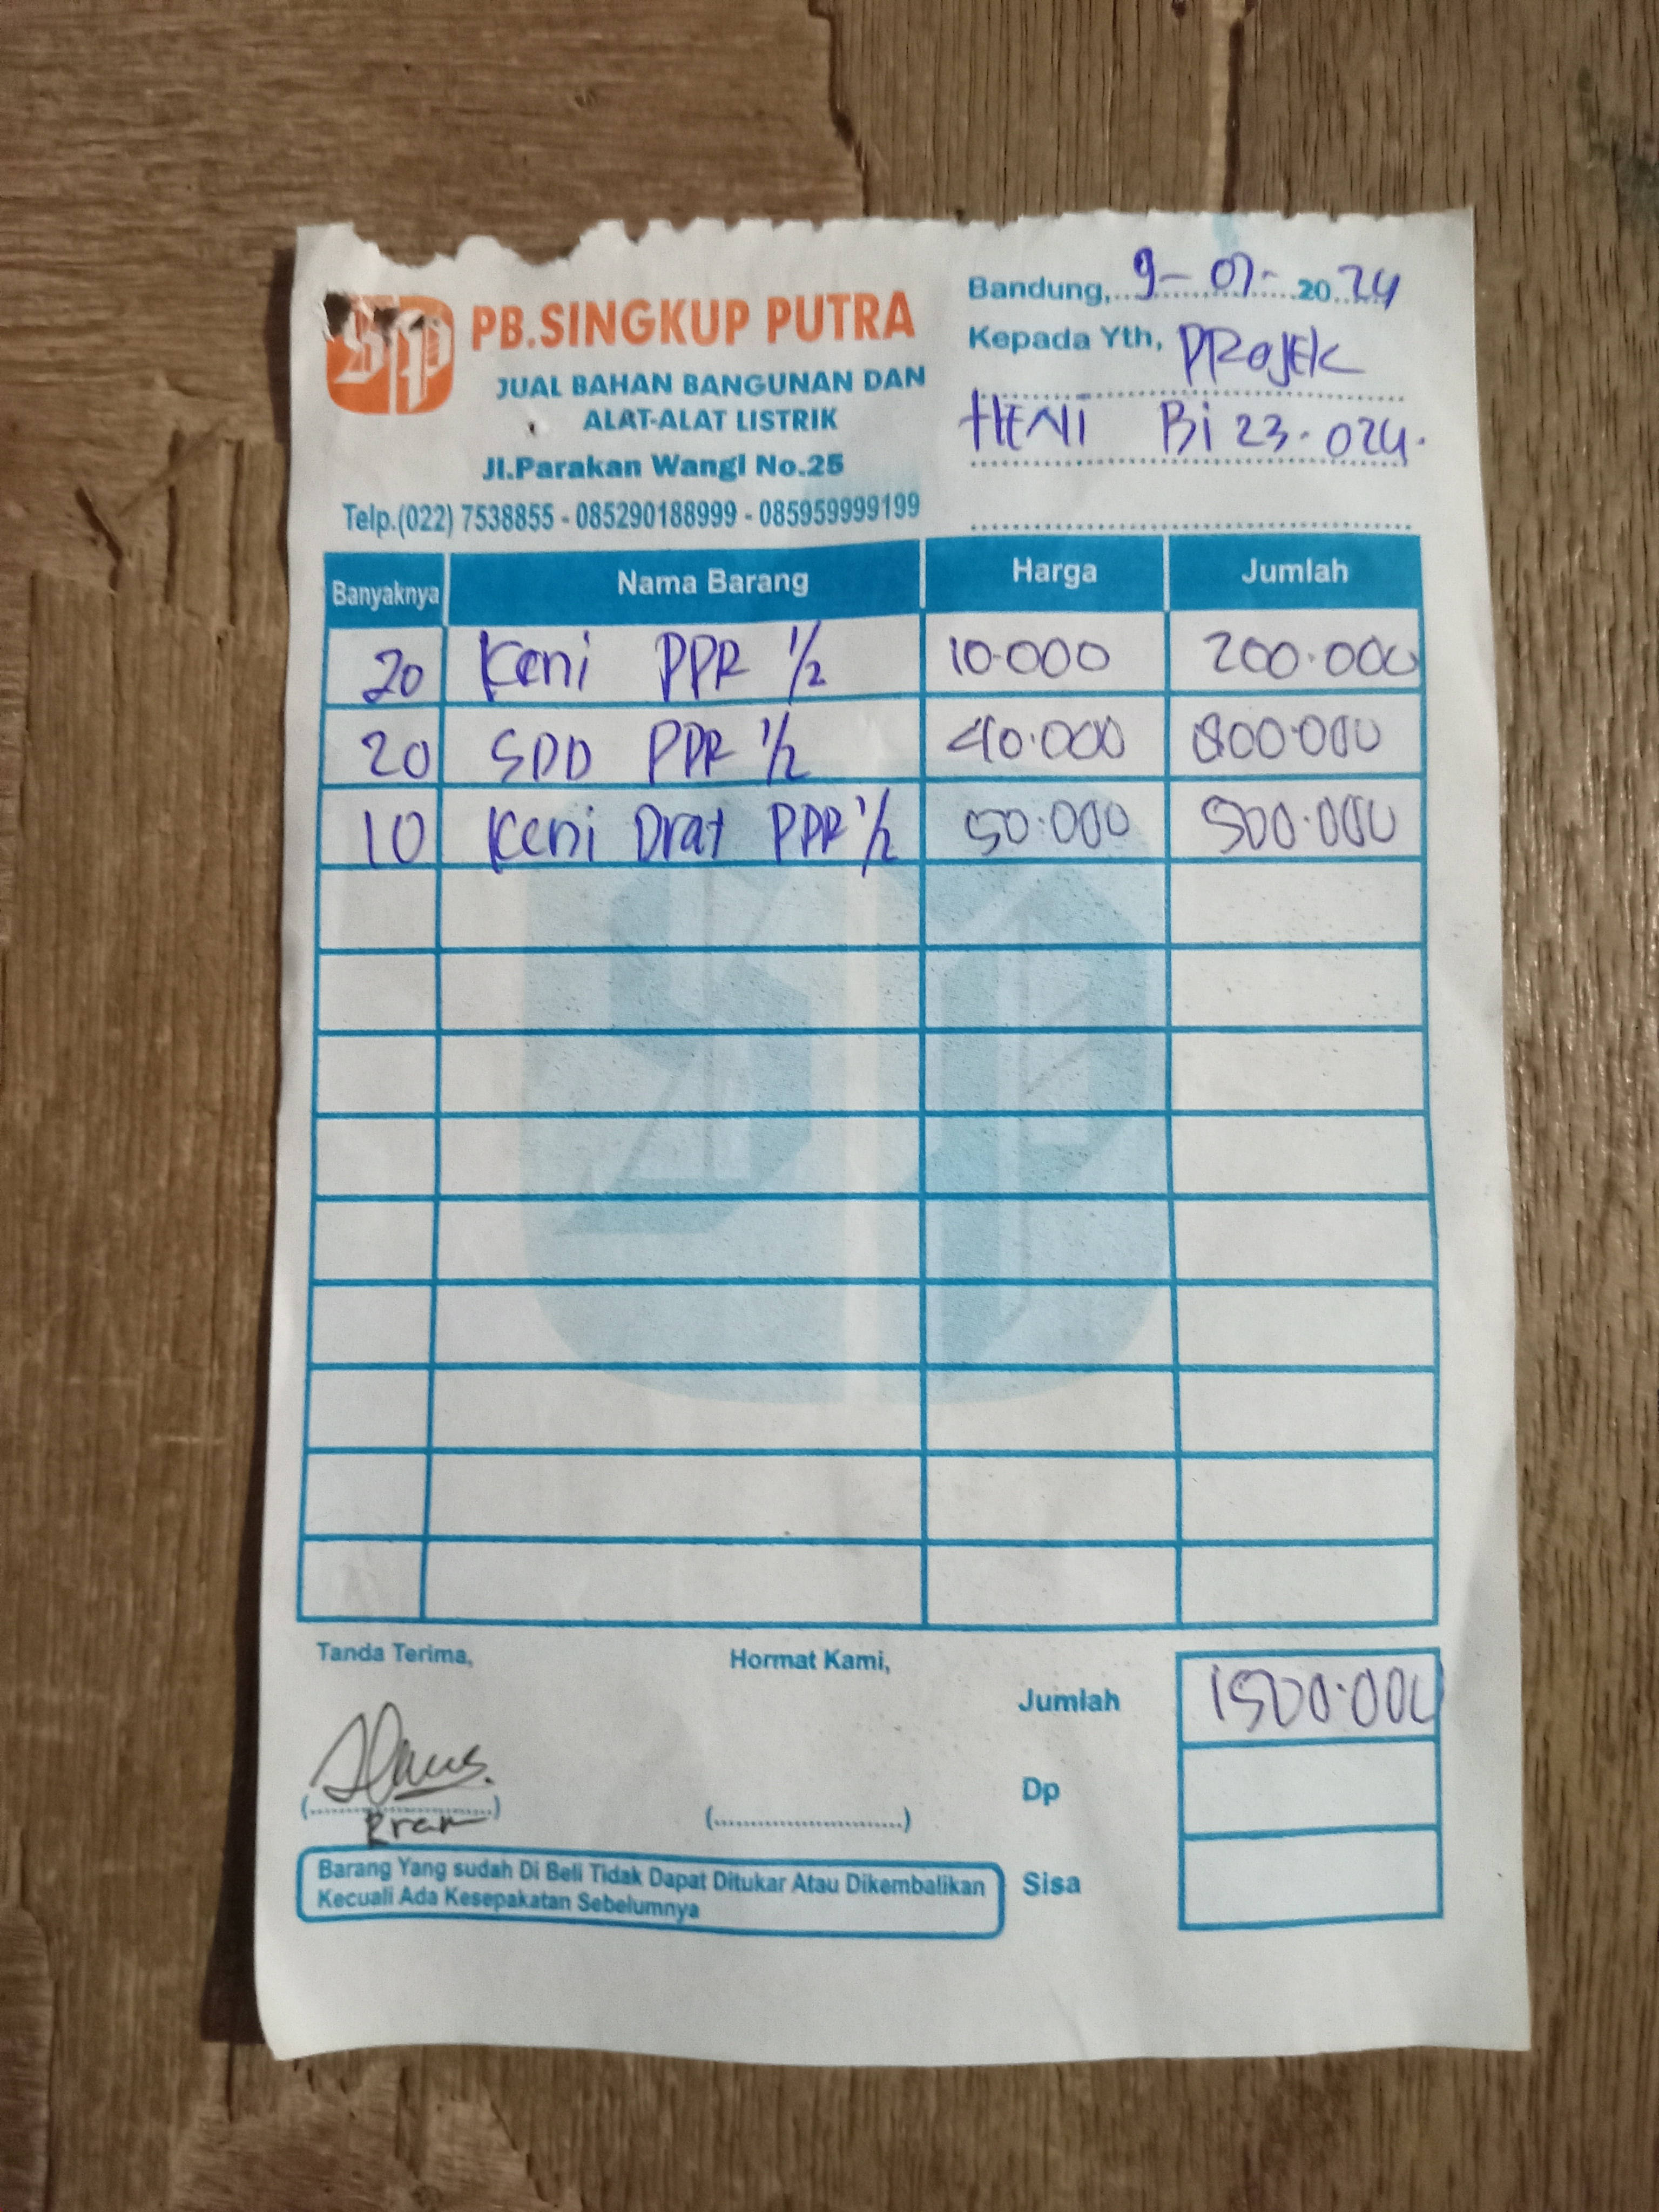 SP
PB.SINGKUP PUTRA
JUAL BAHAN BANGUNAN DAN
ALAT-ALAT LISTRIK
Jl.Parakan Wangi No.25
Telp.(022) 7538855 - 085290188999 - 085959999199
Bandung, 9-07-2024
Kepada Yth, PROJEK
HENI Bi 23.024.
Banyaknya Nama Barang Harga Jumlah
20 Keni PPR 1/2 10.000 200.000
20 SDD PPR 1/2 40.000 800.000
10 Keni Drat PPR 1/2 50.000 500.000
Tanda Terima, Hormat Kami,
Jumlah 1500.000
Dp
Sisa
Barang Yang sudah Di Beli Tidak Dapat Ditukar Atau Dikembalikan
Kecuali Ada Kesepakatan Sebelumnya